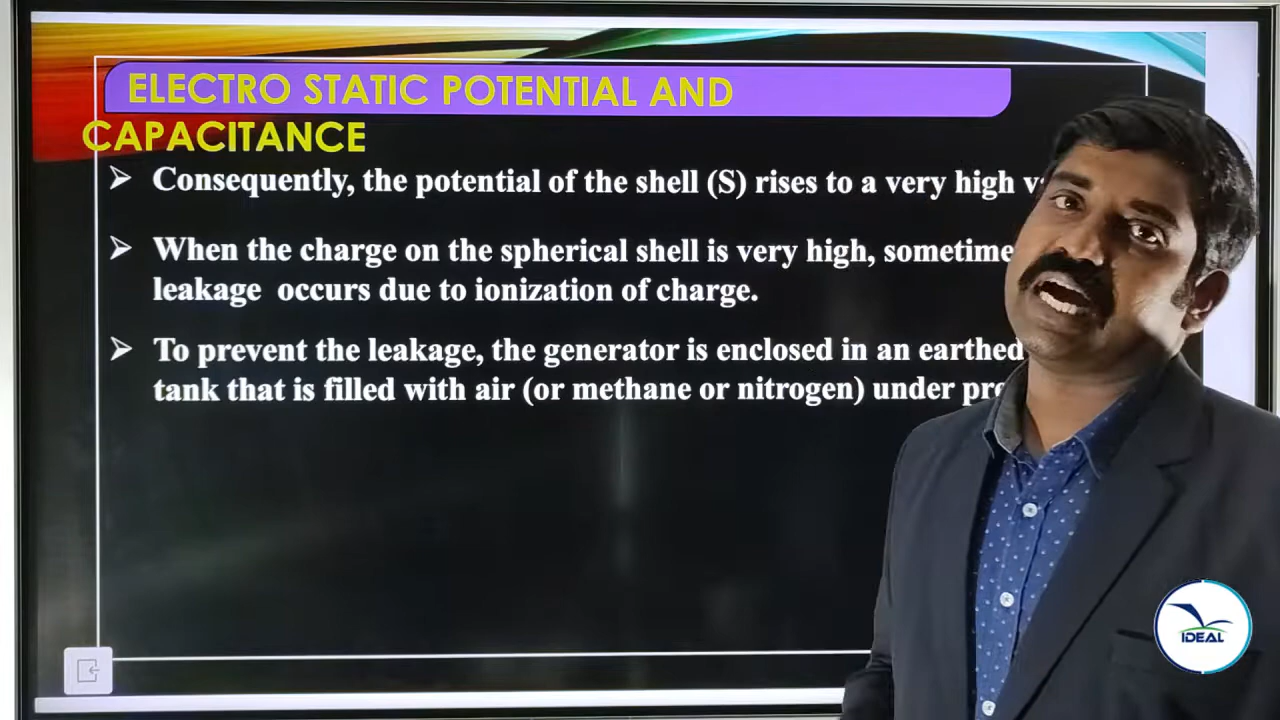 ELECTRO STATIC POTENTIAL AND
CAPACITANCE
➢ Consequently, the potential of the shell (S) rises to a very high
➢ When the charge on the spherical shell is very high, sometime
leakage occurs due to ionization of charge.
➢ To prevent the leakage, the generator is enclosed in an earthed
tank that is filled with air (or methane or nitrogen) under
IDEAL